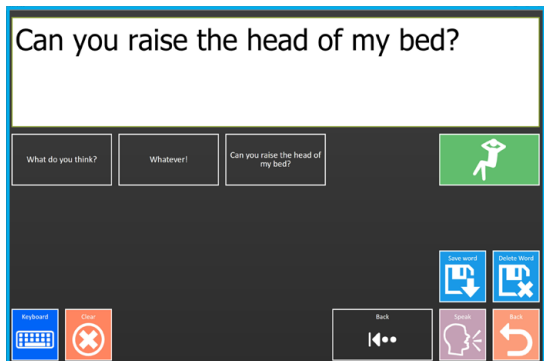 Can you raise the head of my bed?
What do you think?
Whatever!
Can you raise the head of
my bed?
Save word
Delete Word
Keyboard
Clear
Back
Speak
Back